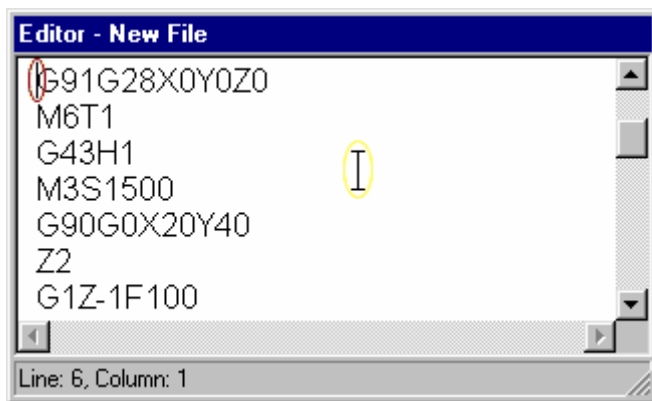 Editor - New File
G91G28X0Y0Z0
M6T1
G43H1
M3S1500
G90G0X20Y40
Z2
G1Z-1F100
Line: 6, Column: 1